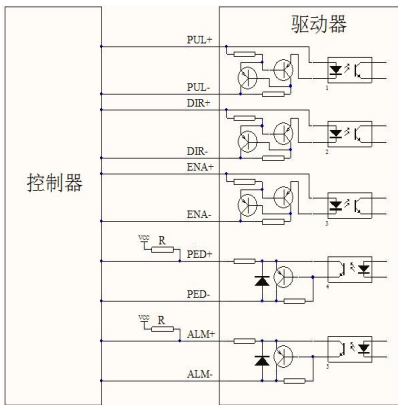 驱动器
控制器
PUL+
PUL-
1
DIR+
DIR-
2
ENA+
ENA-
3
VCC
R
PED+
PED-
4
VCC
R
ALM+
ALM-
5